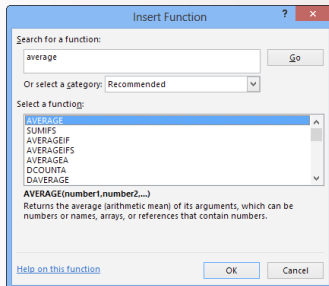 Insert Function
?
×
Search for a function:
average
Go
Or select a category: Recommended
Select a function:
AVERAGE
SUMIFS
AVERAGEIF
AVERAGEIFS
AVERAGEA
DCOUNTA
DAVERAGE
AVERAGE(number1,number2,...)
Returns the average (arithmetic mean) of its arguments, which can be
numbers or names, arrays, or references that contain numbers.
Help on this function
OK
Cancel